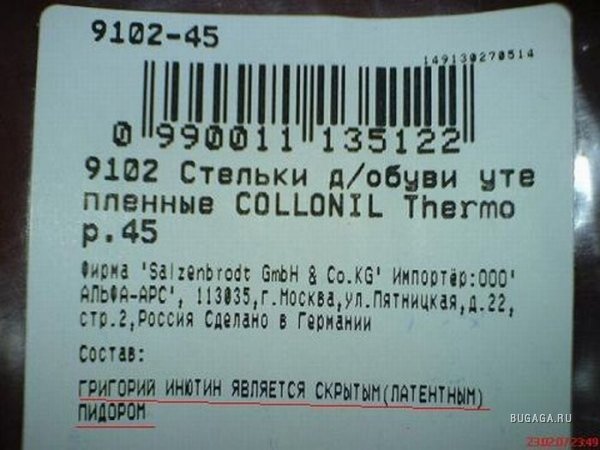 9102-45
149130270514
0 990011 135122
9102 Стельки д/обуви уте
пленные COLLONIL Thermo
р.45
Фирма 'Salzenbrodt GmbH & Co.KG' Импортёр:ООО'
АЛЬФА-АРС', 113035,г.Москва,ул.Пятницкая,д.22,
стр.2,Россия Сделано в Германии
Состав:
ГРИГОРИЙ ИНЮТИН ЯВЛЯЕТСЯ СКРЫТЫМ(ЛАТЕНТНЫМ)
ПИДОРОМ
BUGAGA.RU
23.02.07 23:49